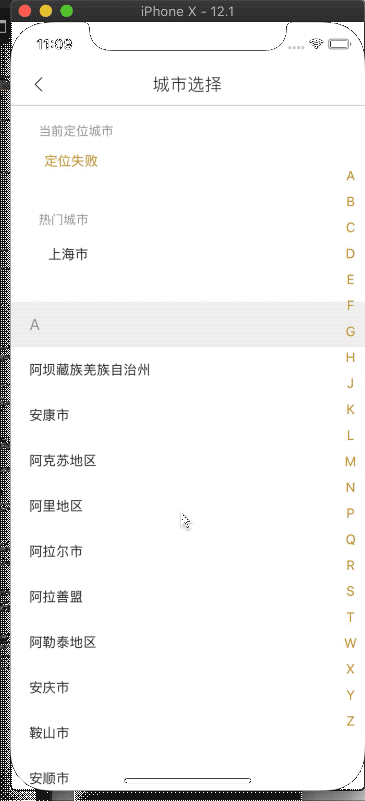 iPhone X - 12.1
11:09
城市选择
当前定位城市
定位失败
热门城市
上海市
A
阿坝藏族羌族自治州
安康市
阿克苏地区
阿里地区
阿拉尔市
阿拉善盟
阿勒泰地区
安庆市
鞍山市
安顺市
A
B
C
D
E
F
G
H
J
K
L
M
N
P
Q
R
S
T
W
X
Y
Z